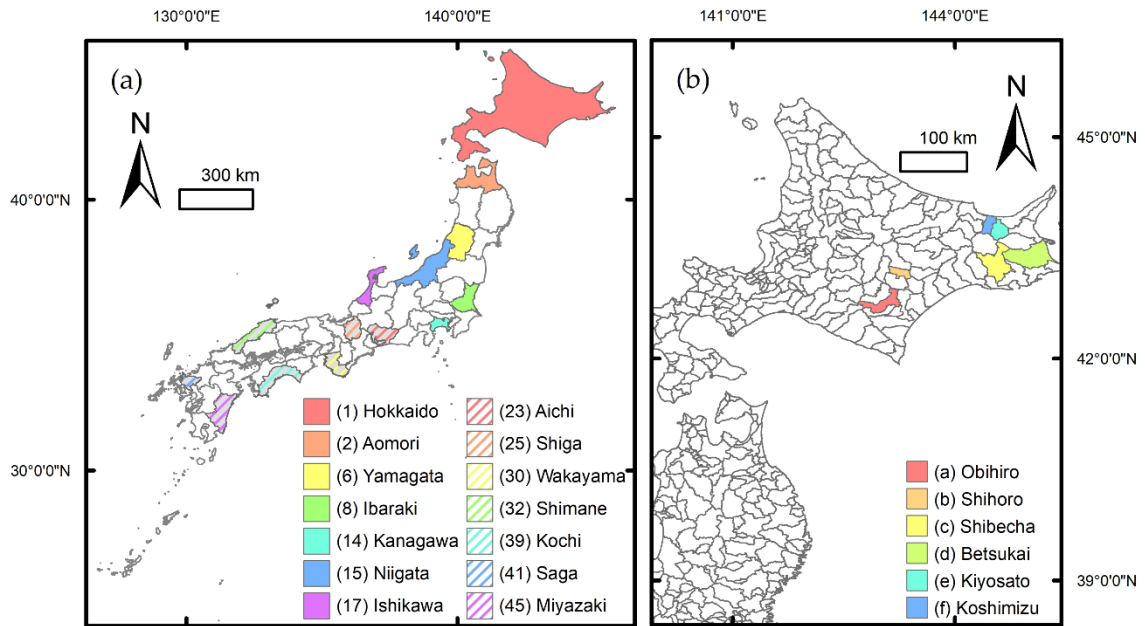 130°0'0"E
140°0'0"E
141°0'0"E
144°0'0"E
(a)
N
300 km
40°0'0"N
30°0'0"N
(1) Hokkaido
(2) Aomori
(6) Yamagata
(8) Ibaraki
(14) Kanagawa
(15) Niigata
(17) Ishikawa
(23) Aichi
(25) Shiga
(30) Wakayama
(32) Shimane
(39) Kochi
(41) Saga
(45) Miyazaki
(b)
N
100 km
45°0'0"N
42°0'0"N
39°0'0"N
(a) Obihiro
(b) Shihoro
(c) Shibecha
(d) Betsukai
(e) Kiyosato
(f) Koshimizu